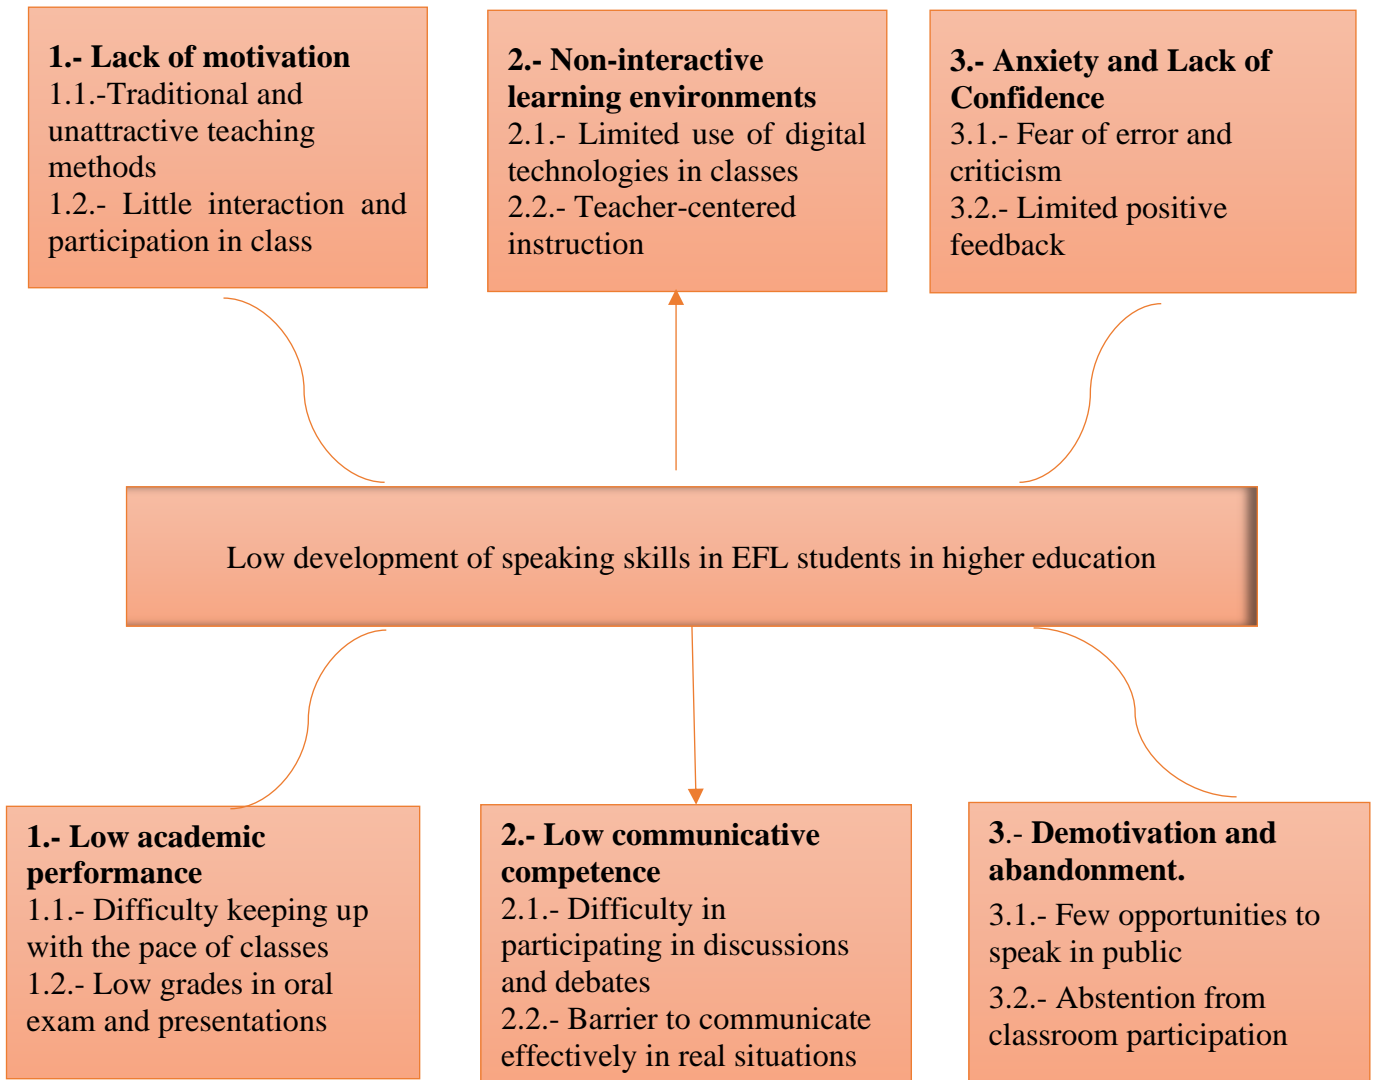 1.- Lack of motivation
1.1.-Traditional and
unattractive teaching
methods
1.2.- Little interaction and
participation in class
2.- Non-interactive
learning environments
2.1.- Limited use of digital
technologies in classes
2.2.- Teacher-centered
instruction
3.- Anxiety and Lack of
Confidence
3.1.- Fear of error and
criticism
3.2.- Limited positive
feedback
Low development of speaking skills in EFL students in higher education
1.- Low academic
performance
1.1.- Difficulty keeping up
with the pace of classes
1.2.- Low grades in oral
exam and presentations
2.- Low communicative
competence
2.1.- Difficulty in
participating in discussions
and debates
2.2.- Barrier to communicate
effectively in real situations
3.- Demotivation and
abandonment.
3.1.- Few opportunities to
speak in public
3.2.- Abstention from
classroom participation